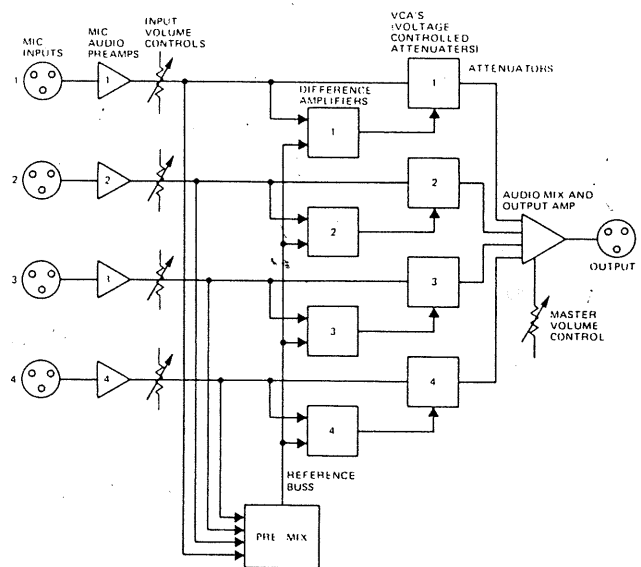 MIC
INPUTS
MIC
AUDIO
PREAMPS
INPUT
VOLUME
CONTROLS
VCA'S
(VOLTAGE
CONTROLLED
ATTENUATERS)
ATTENUATORS
DIFFERENCE
AMPLIFIERS
1
1
1
1
2
2
2
2
AUDIO MIX AND
OUTPUT AMP
OUTPUT
3
3
3
3
MASTER
VOLUME
CONTROL
4
4
4
4
REFERENCE
BUSS
PRE MIX